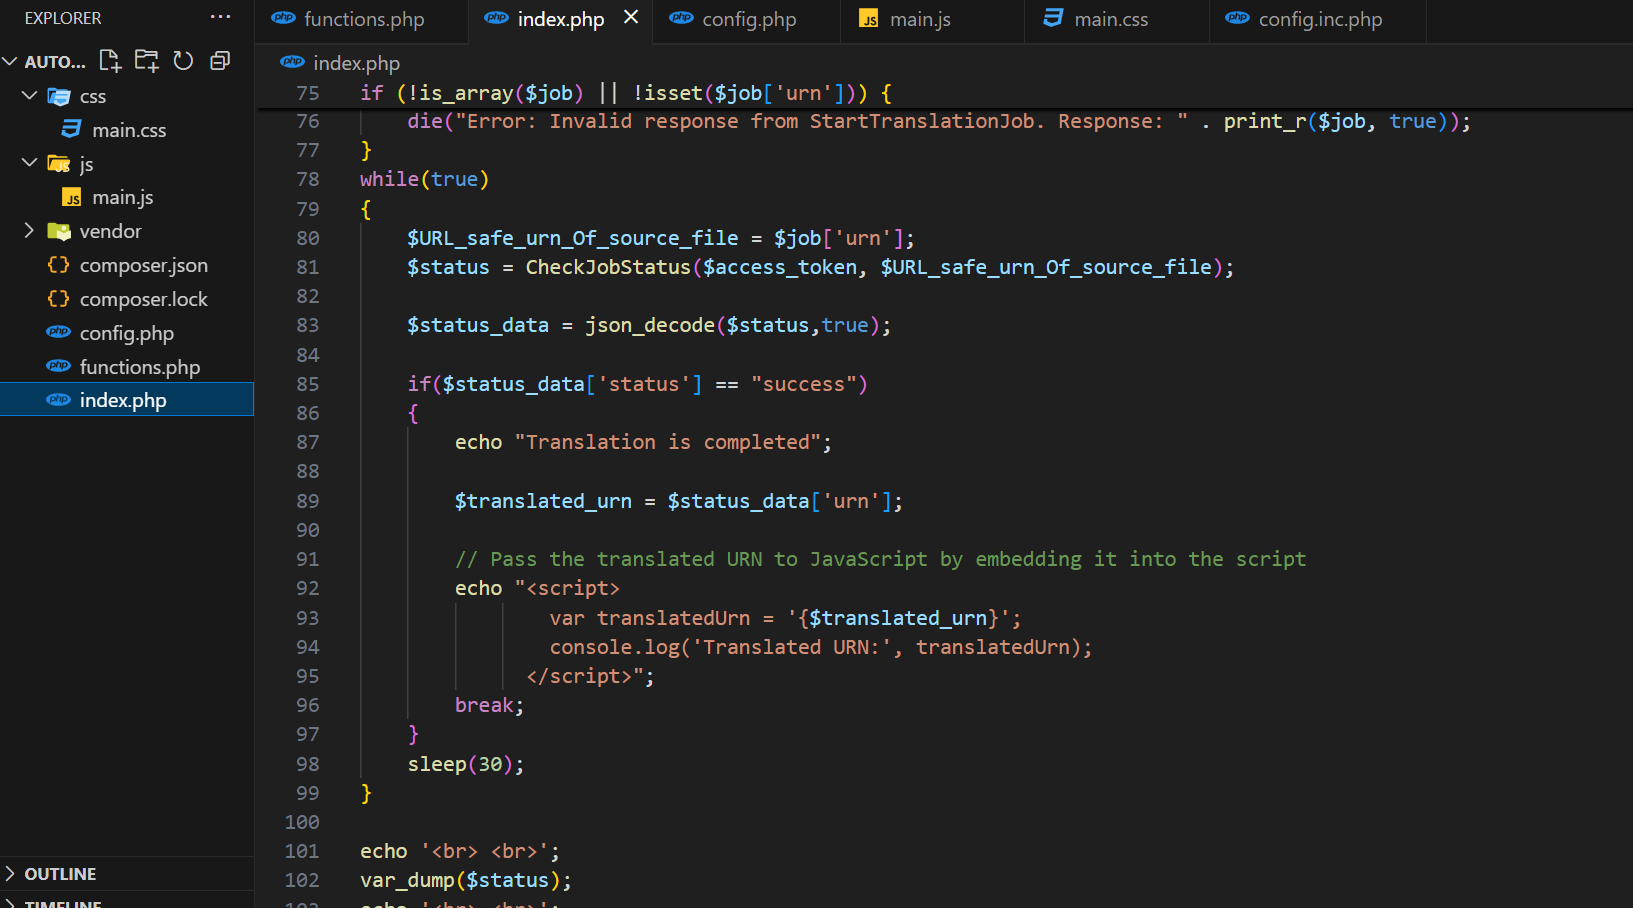 EXPLORER ···
AUTO...
css
main.css
js
main.js
vendor
composer.json
composer.lock
config.php
functions.php
index.php
OUTLINE
TIMELINE
functions.php index.php config.php main.js main.css config.inc.php
index.php
75 if (!is_array($job) || !isset($job['urn'])) {
76 die("Error: Invalid response from StartTranslationJob. Response: " . print_r($job, true));
77 }
78 while(true)
79 {
80 $URL_safe_urn_Of_source_file = $job['urn'];
81 $status = CheckJobStatus($access_token, $URL_safe_urn_Of_source_file);
82
83 $status_data = json_decode($status,true);
84
85 if($status_data['status'] == "success")
86 {
87 echo "Translation is completed";
88
89 $translated_urn = $status_data['urn'];
90
91 // Pass the translated URN to JavaScript by embedding it into the script
92 echo "<script>
93 var translatedUrn = '{$translated_urn}';
94 console.log('Translated URN:', translatedUrn);
95 </script>";
96 break;
97 }
98 sleep(30);
99 }
100
101 echo '<br> <br>';
102 var_dump($status);
103 echo '<br> <br>';